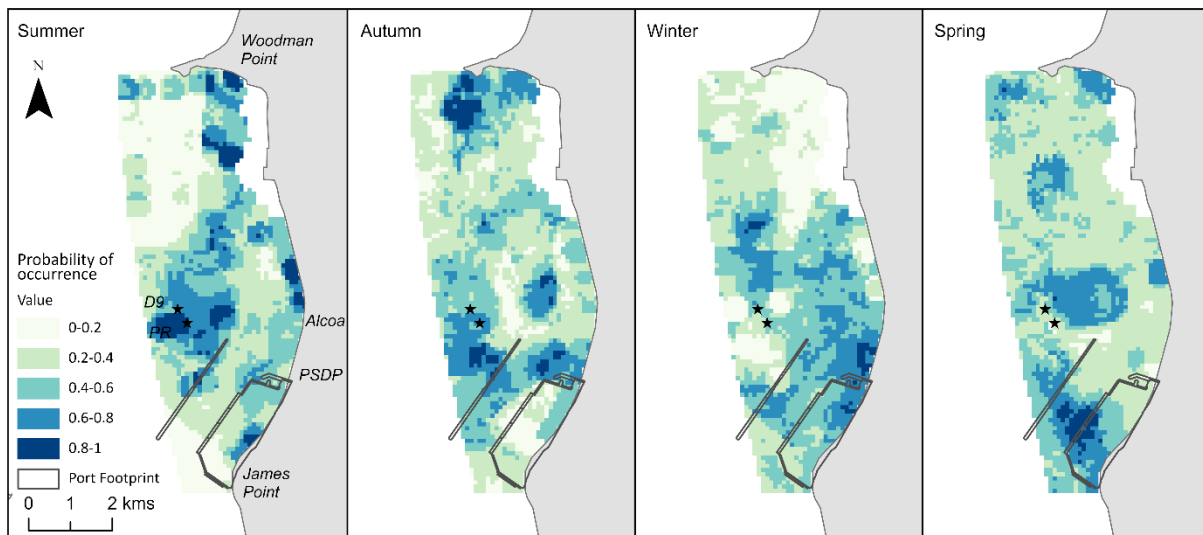 Summer
Autumn
Winter
Spring
Woodman
Point
N
Probability of
occurrence
Value
0-0.2
0.2-0.4
0.4-0.6
0.6-0.8
0.8-1
Port Footprint
0 1 2 kms
D9
PR
Alcoa
PSDP
James
Point